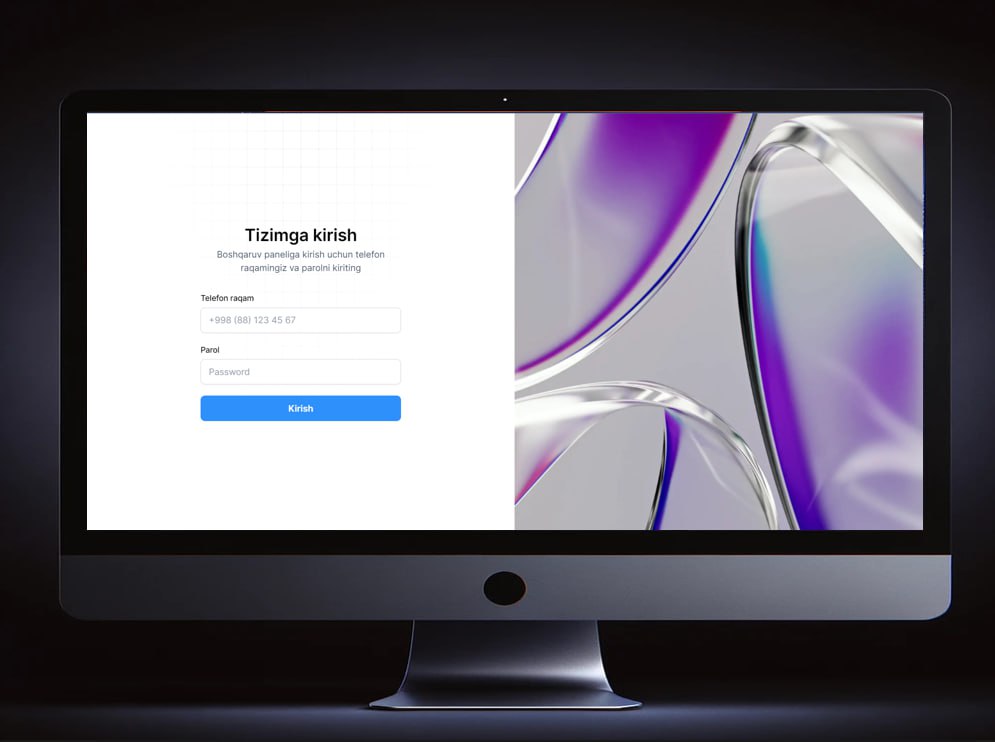 Tizimga kirish
Boshqaruv paneliga kirish uchun telefon
raqamingiz va parolni kiriting
Telefon raqam
+998 (88) 123 45 67
Parol
Password
Kirish